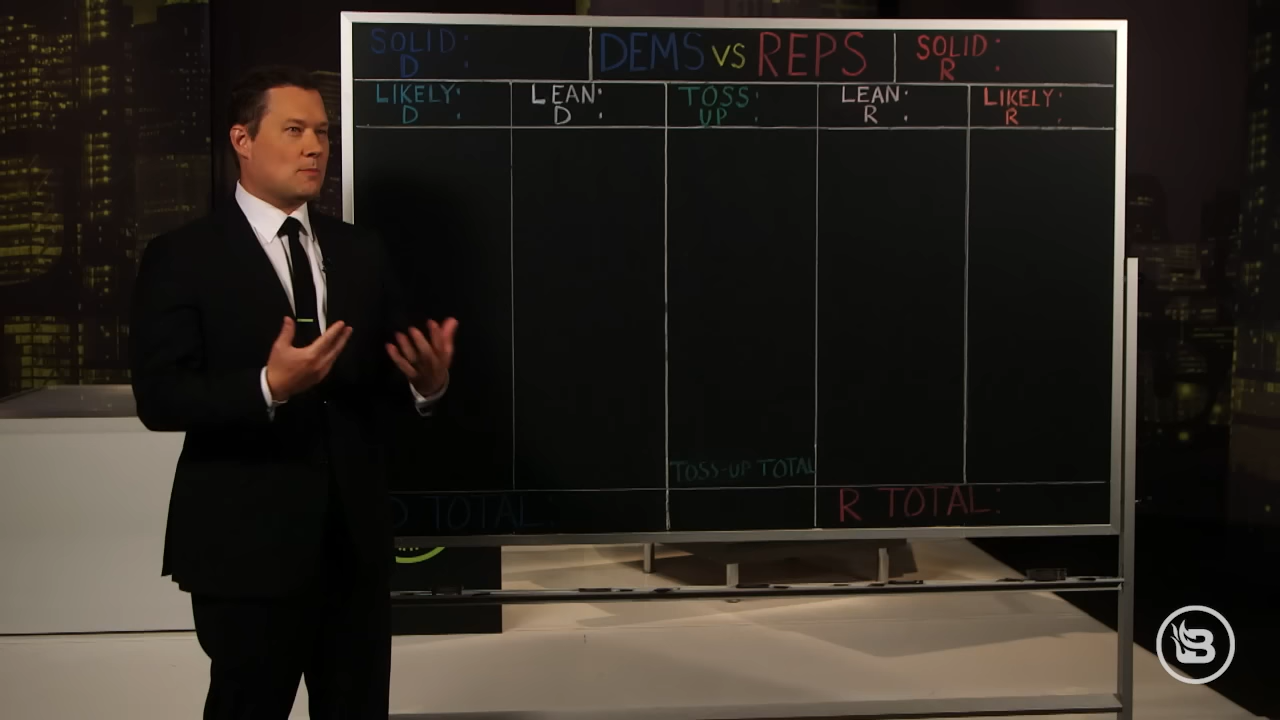 SOLID: D
DEMS VS REPS
SOLID: R
LIKELY: D
LEAN: D
TOSS UP:
LEAN: R
LIKELY: R
TOSS-UP TOTAL
D TOTAL:
R TOTAL:
B